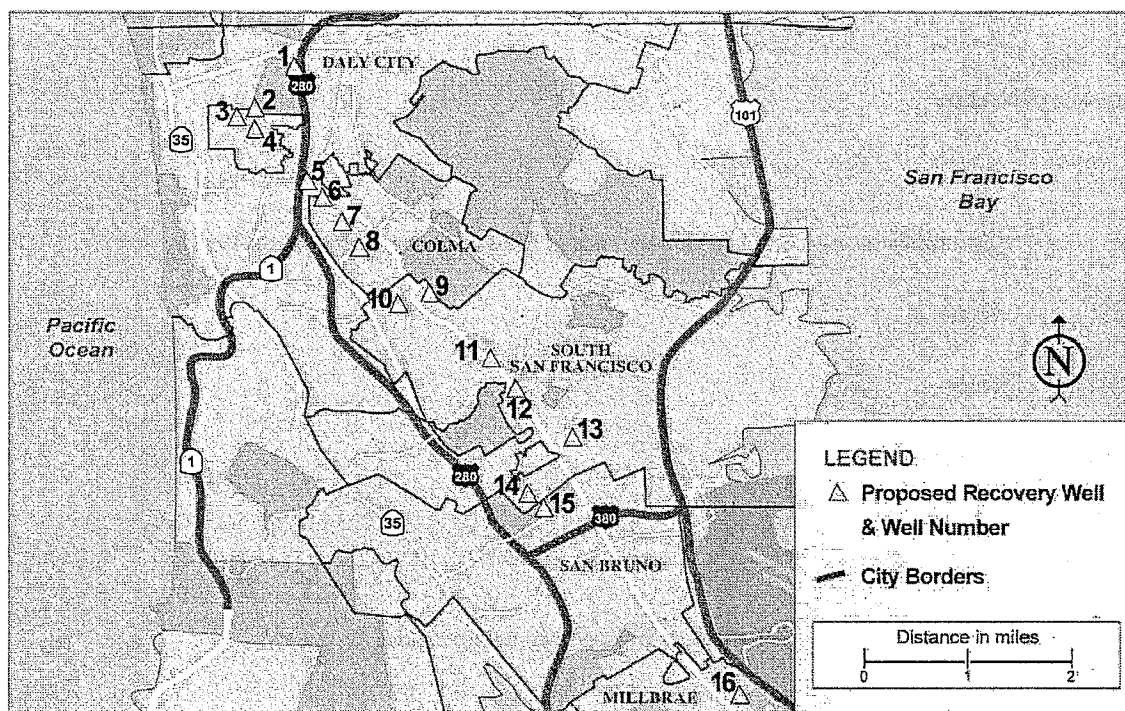 1
DALY CITY
280
2
3
4
101
35
5
6
7
8
COLMA
San Francisco
Bay
1
9
10
Pacific
Ocean
11
SOUTH
SAN FRANCISCO
N
12
13
1
280
14
15
380
35
SAN BRUNO
MILLBRAE
16
LEGEND
Proposed Recovery Well
& Well Number
City Borders
Distance in miles
0 1 2